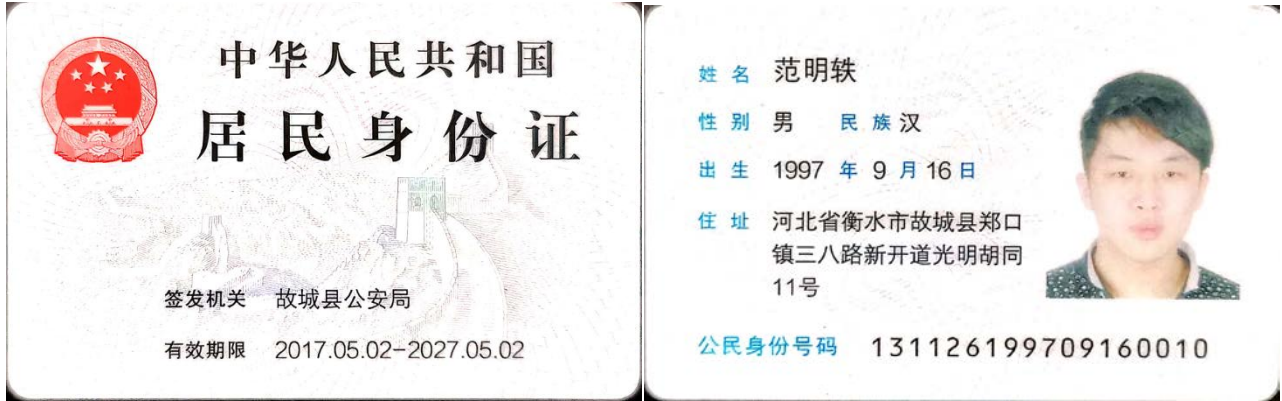 中华人民共和国
居民身份证
签发机关 故城县公安局
有效期限 2017.05.02-2027.05.02
姓名 范明轶
性别 男 民族 汉
出生 1997 年 9 月 16 日
住址 河北省衡水市故城县郑口
镇三八路新开道光明胡同
11号
公民身份号码 131126199709160010